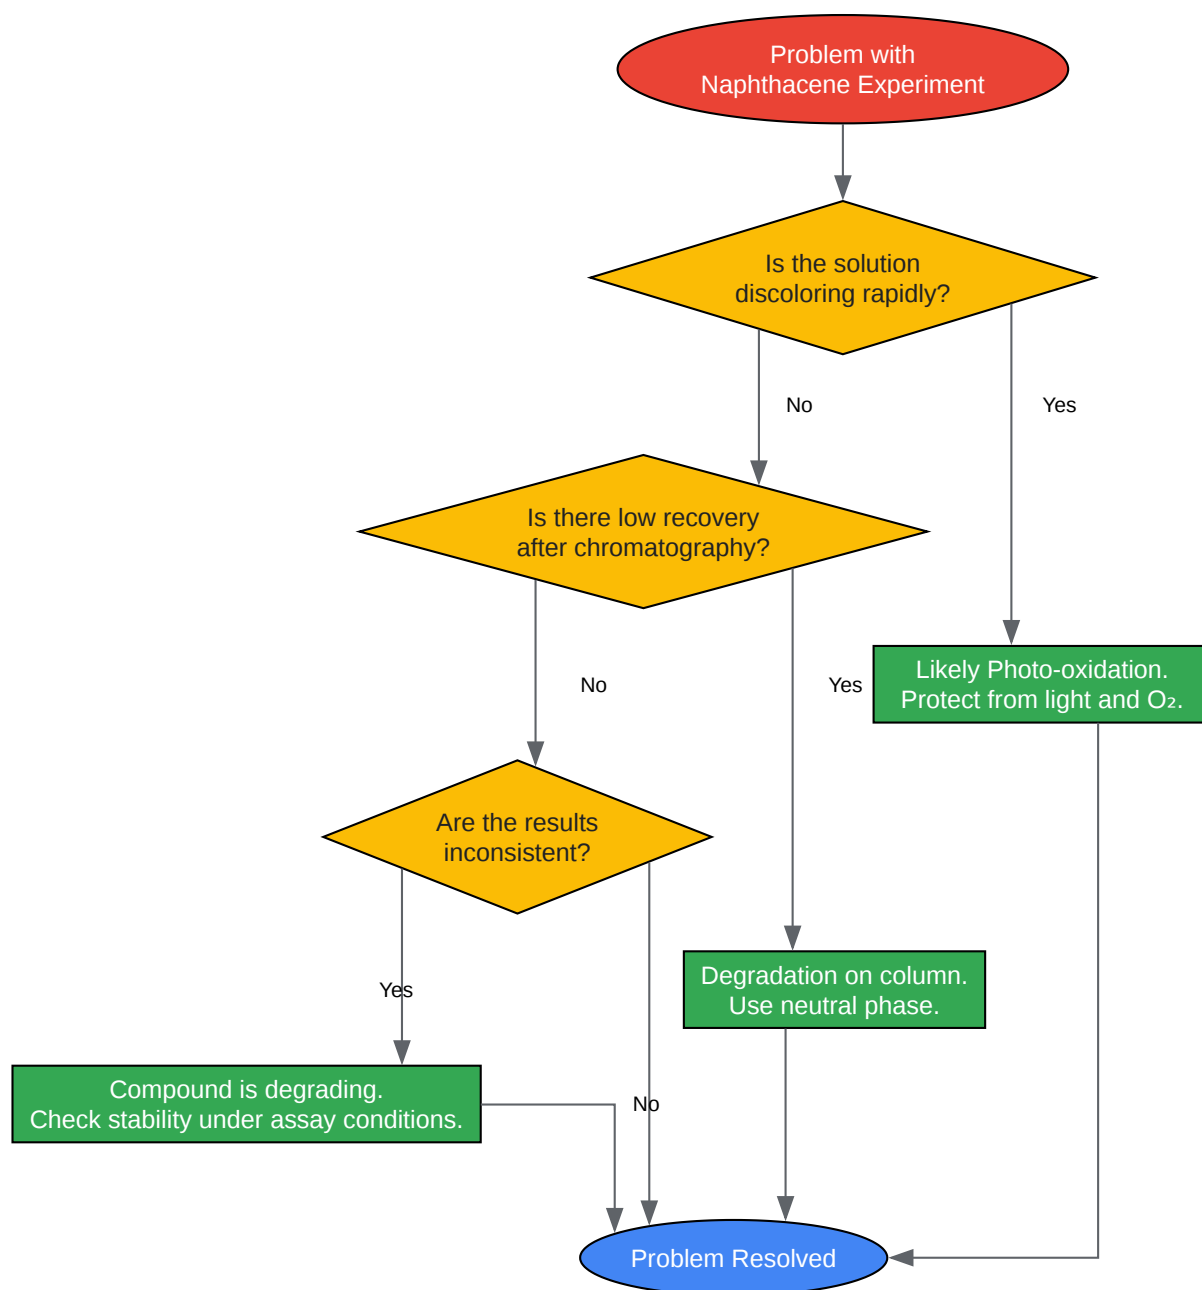 Problem with
Naphthacene Experiment
Is the solution
discoloring rapidly?
No
Yes
Is there low recovery
after chromatography?
No
Yes
Likely Photo-oxidation.
Protect from light and O₂.
Are the results
inconsistent?
Yes
Degradation on column.
Use neutral phase.
Compound is degrading.
Check stability under assay conditions.
No
Problem Resolved